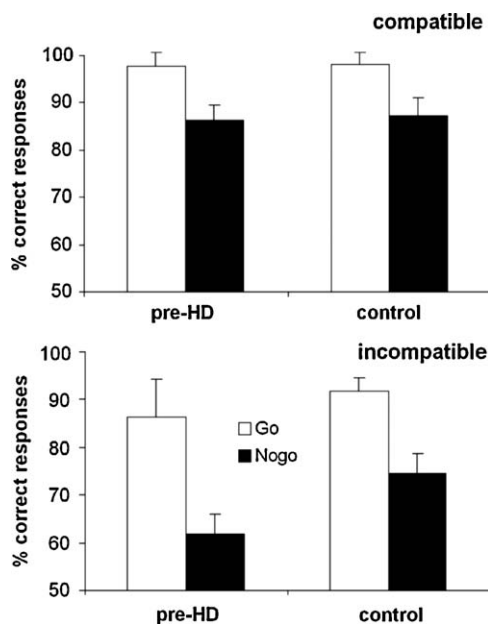 compatible
% correct responses
100
90
80
70
60
50
pre-HD control
incompatible
% correct responses
100
90
80
70
60
50
Go
Nogo
pre-HD control